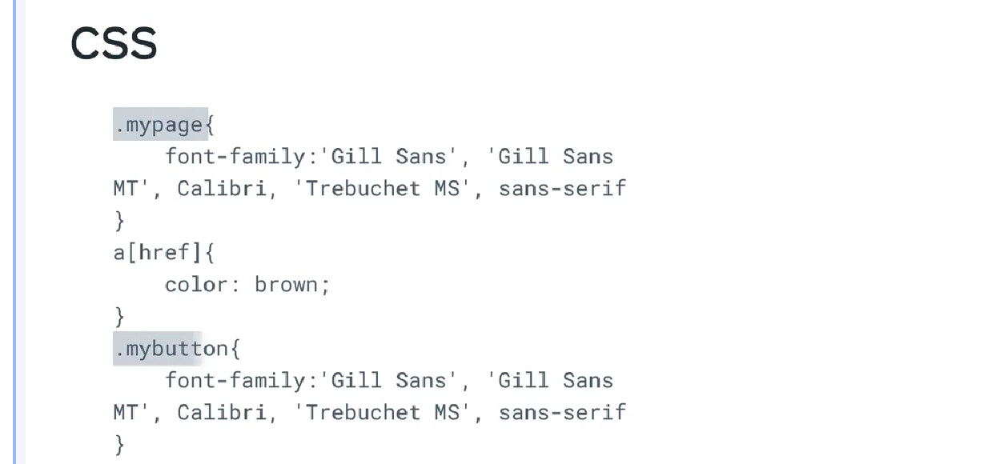 CSS
.mypage{
    font-family:'Gill Sans', 'Gill Sans
MT', Calibri, 'Trebuchet MS', sans-serif
}
a[href]{
    color: brown;
}
.mybutton{
    font-family:'Gill Sans', 'Gill Sans
MT', Calibri, 'Trebuchet MS', sans-serif
}